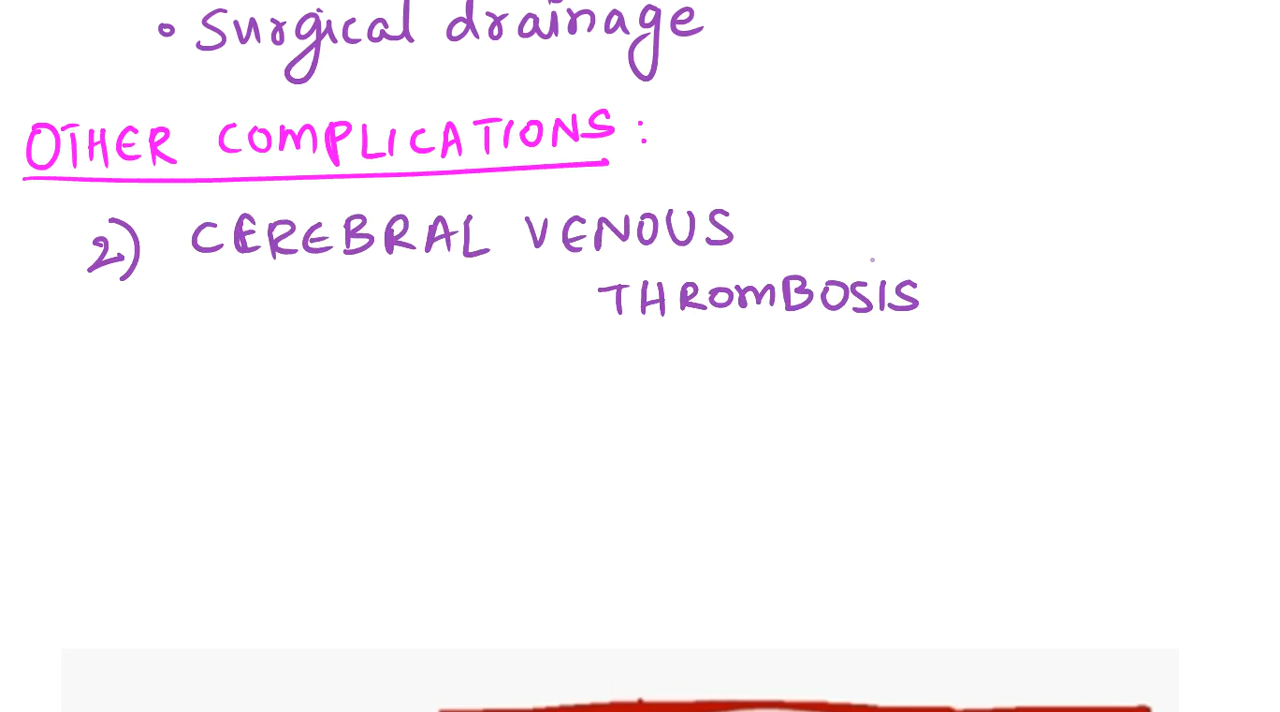 • Surgical drainage
OTHER COMPLICATIONS :
2) CEREBRAL VENOUS
THROMBOSIS